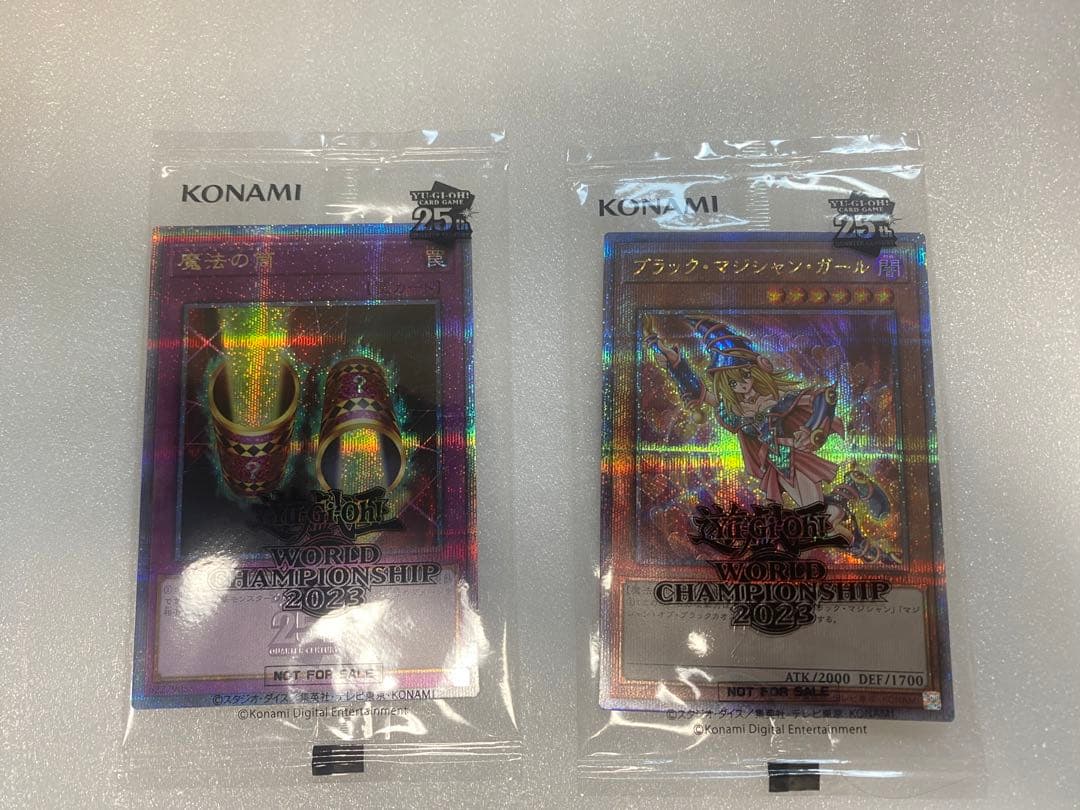 KONAMI
YU-GI-OH!
CARD GAME
25th
魔法の筒
罠
Yu-Gi-Oh!
WORLD
CHAMPIONSHIP
2023
QUARTER CENTURY
NOT FOR SALE
©スタジオ・ダイス/集英社・テレビ東京・KONAMI
©Konami Digital Entertainment
KONAMI
YU-GI-OH!
CARD GAME
25th
ブラック・マジシャン・ガール
闇
Yu-Gi-Oh!
WORLD
CHAMPIONSHIP
2023
ATK/2000 DEF/1700
NOT FOR SALE
©スタジオ・ダイス/集英社・テレビ東京・KONAMI
©Konami Digital Entertainment